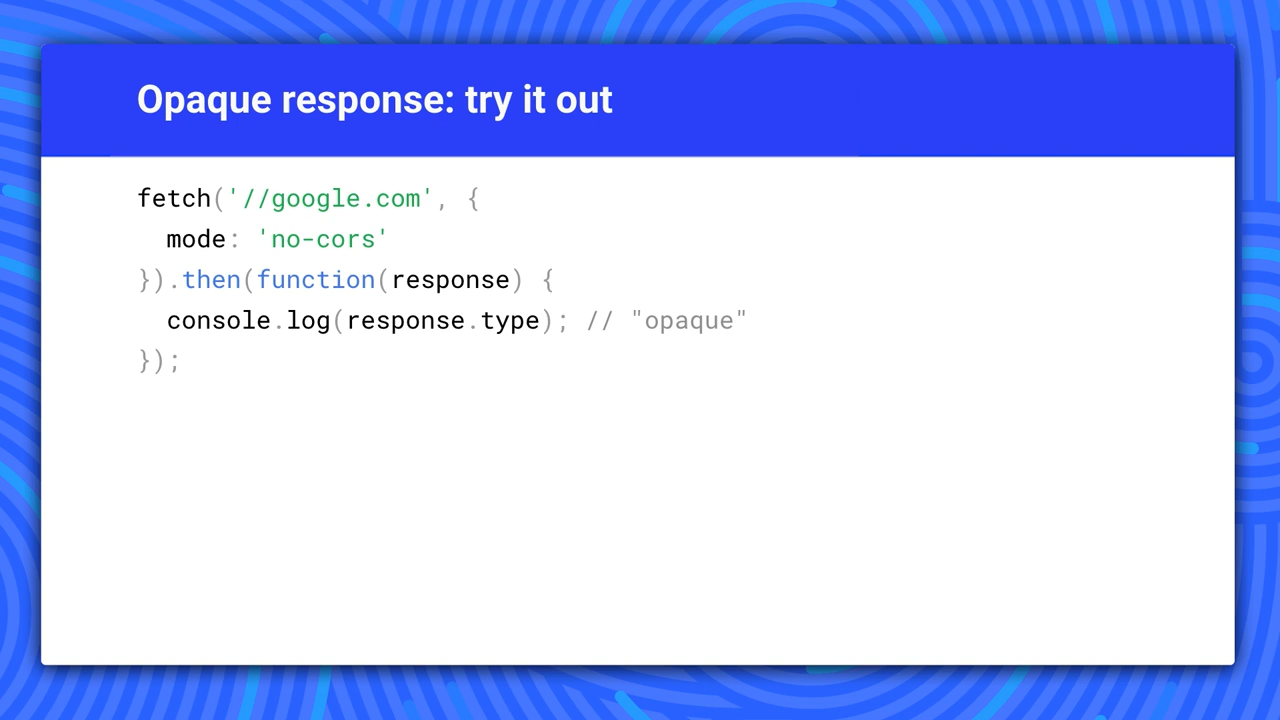 Opaque response: try it out
fetch('//google.com', {
  mode: 'no-cors'
}).then(function(response) {
  console.log(response.type); // "opaque"
});